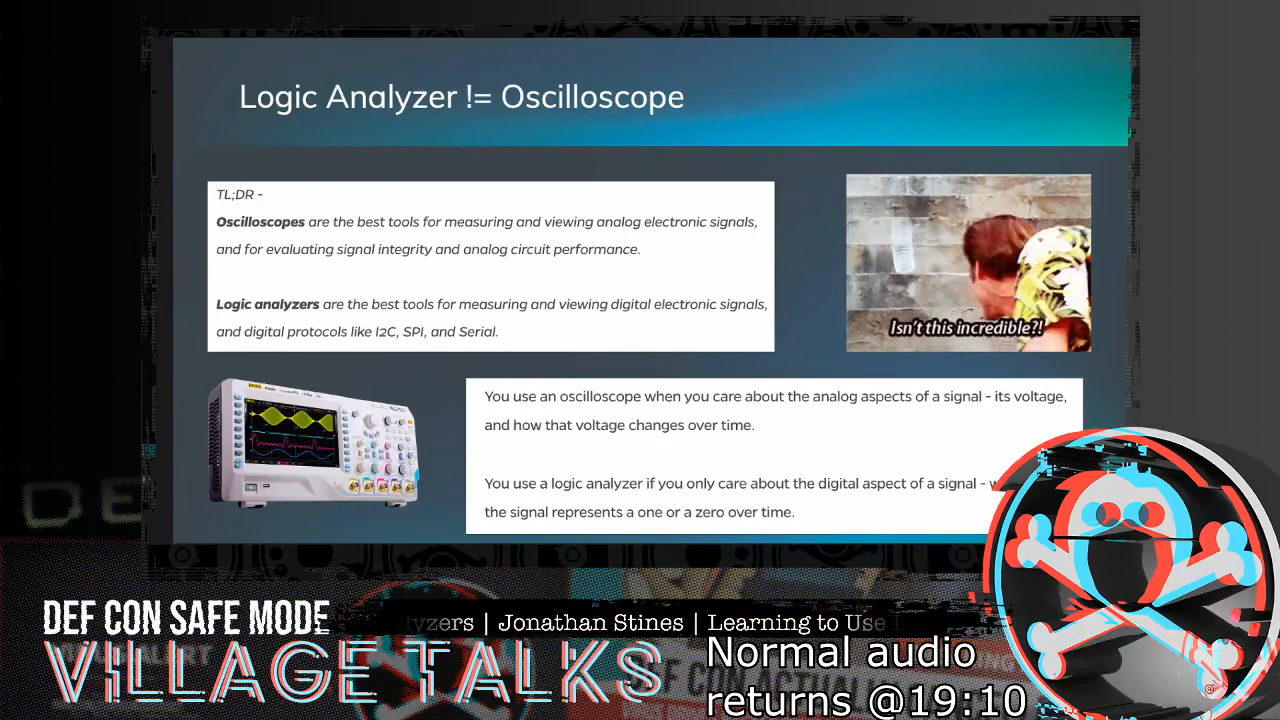 Logic Analyzer != Oscilloscope
TL;DR -
Oscilloscopes are the best tools for measuring and viewing analog electronic signals,
and for evaluating signal integrity and analog circuit performance.
Logic analyzers are the best tools for measuring and viewing digital electronic signals,
and digital protocols like I2C, SPI, and Serial.
Isn't this incredible?!
You use an oscilloscope when you care about the analog aspects of a signal - its voltage,
and how that voltage changes over time.
You use a logic analyzer if you only care about the digital aspect of a signal -
the signal represents a one or a zero over time.
DEF CON SAFE MODE
yzers | Jonathan Stines | Learning to Use
VILLAGE TALKS
Normal audio
returns @19:10